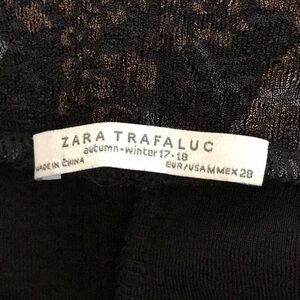 ZARA TRAFALUC
autumn-winter 17-18
MADE IN CHINA
EUR/USA M MEX 28